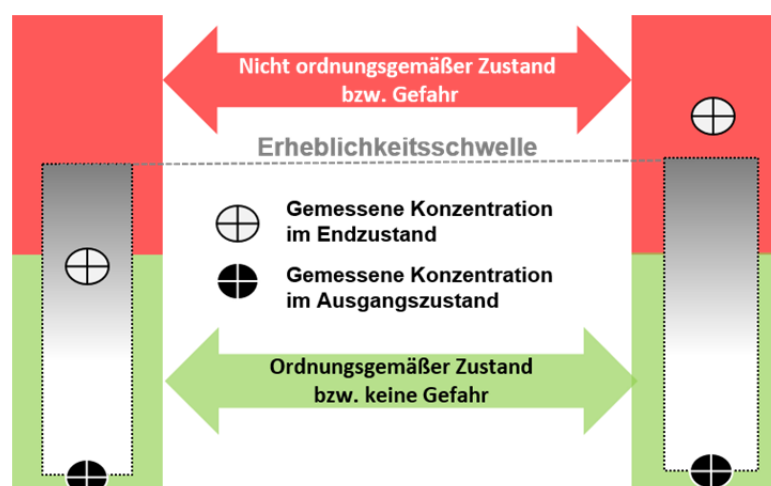 Nicht ordnungsgemäßer Zustand
bzw. Gefahr
Erheblichkeitsschwelle
Gemessene Konzentration
im Endzustand
Gemessene Konzentration
im Ausgangszustand
Ordnungsgemäßer Zustand
bzw. keine Gefahr